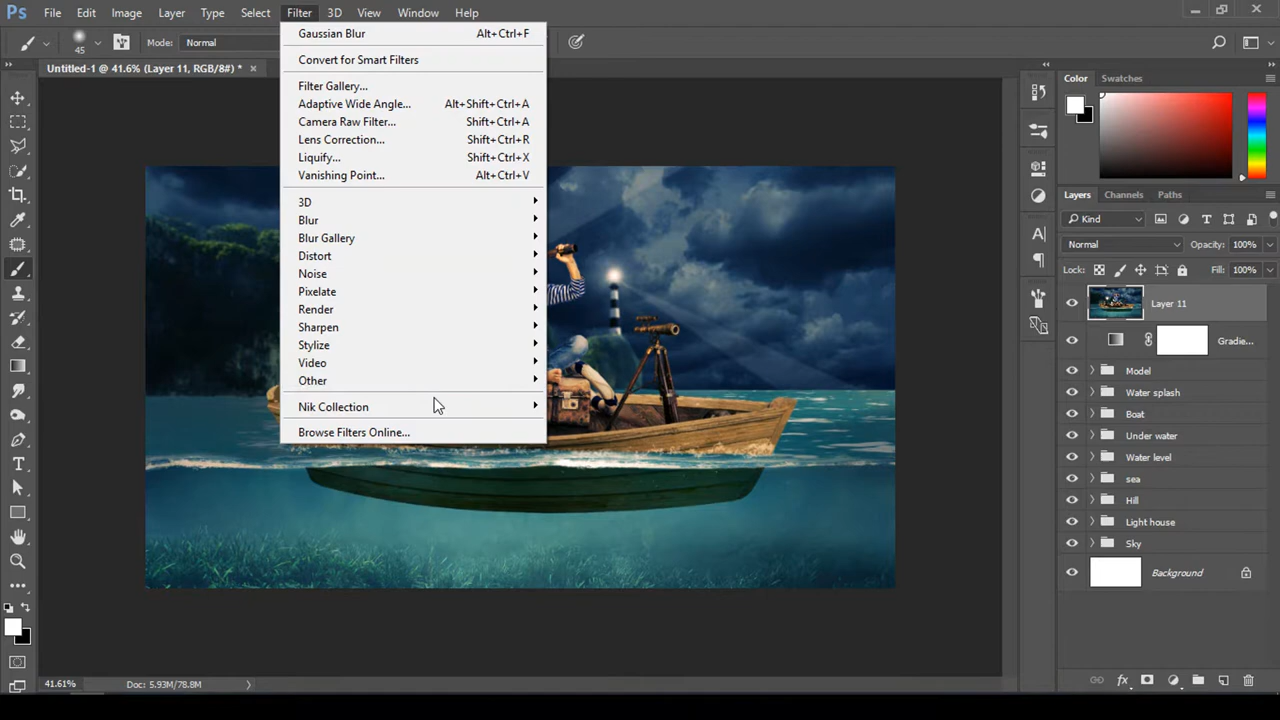 Ps File Edit Image Layer Type Select Filter 3D View Window Help
45 Mode: Normal
Untitled-1 @ 41.6% (Layer 11, RGB/8#) *
Gaussian Blur Alt+Ctrl+F
Convert for Smart Filters
Filter Gallery...
Adaptive Wide Angle... Alt+Shift+Ctrl+A
Camera Raw Filter... Shift+Ctrl+A
Lens Correction... Shift+Ctrl+R
Liquify... Shift+Ctrl+X
Vanishing Point... Alt+Ctrl+V
3D
Blur
Blur Gallery
Distort
Noise
Pixelate
Render
Sharpen
Stylize
Video
Other
Nik Collection
Browse Filters Online...
Color Swatches
Layers Channels Paths
Kind
Normal Opacity: 100%
Lock: Fill: 100%
Layer 11
Gradie...
Model
Water splash
Boat
Under water
Water level
sea
Hill
Light house
Sky
Background
fx
41.61% Doc: 5.93M/78.8M